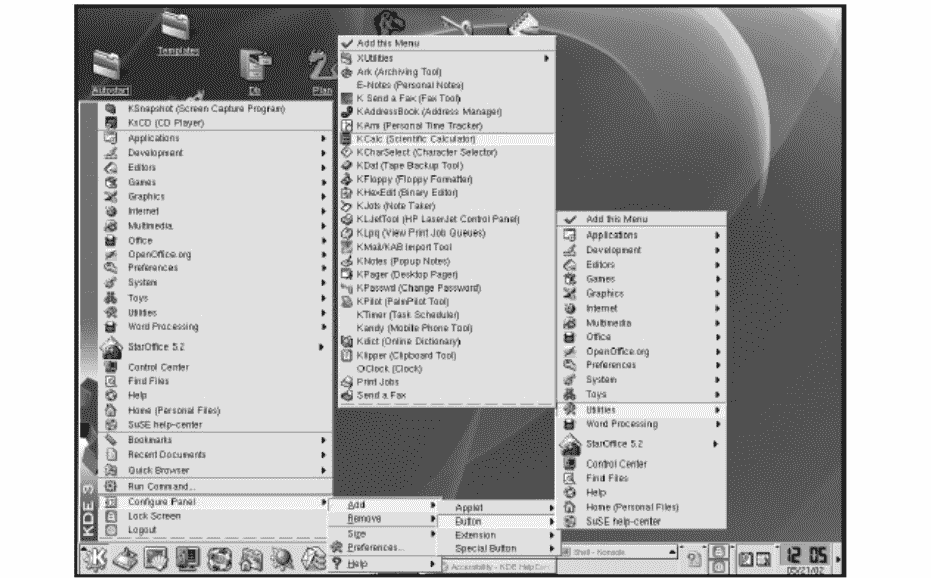 Templates
Autostart
Plan
KSnapshot (Screen Capture Program)
KsCD (CD Player)
Applications
Development
Editors
Games
Graphics
Internet
Multimedia
Office
OpenOffice.org
Preferences
System
Toys
Utilities
Word Processing
StarOffice 5.2
Control Center
Find Files
Help
Home (Personal Files)
SuSE help-center
Bookmarks
Recent Documents
Quick Browser
Run Command...
Configure Panel
Lock Screen
Logout
KDE 3
Add
Remove
Size
Preferences...
Help
Applet
Button
Extension
Special Button
Add this Menu
XUtilities
Ark (Archiving Tool)
E-Notes (Personal Notes)
K Send a Fax (Fax Tool)
KAddressBook (Address Manager)
KArm (Personal Time Tracker)
KCalc (Scientific Calculator)
KCharSelect (Character Selector)
KDat (Tape Backup Tool)
KFloppy (Floppy Formatter)
KHexEdit (Binary Editor)
KJots (Note Taker)
KLJetTool (HP LaserJet Control Panel)
KLpq (View Print Job Queues)
KMail/KAB Import Tool
KNotes (Popup Notes)
KPager (Desktop Pager)
KPasswd (Change Password)
KPilot (PalmPilot Tool)
KTimer (Task Scheduler)
Kandy (Mobile Phone Tool)
Kdict (Online Dictionary)
Klipper (Clipboard Tool)
OClock (Clock)
Print Jobs
Send a Fax
Add this Menu
Applications
Development
Editors
Games
Graphics
Internet
Multimedia
Office
OpenOffice.org
Preferences
System
Toys
Utilities
Word Processing
StarOffice 5.2
Control Center
Find Files
Help
Home (Personal Files)
SuSE help-center
Shell - Konsole
Accessibility - KDE Help Cen
12 05
05/21/02